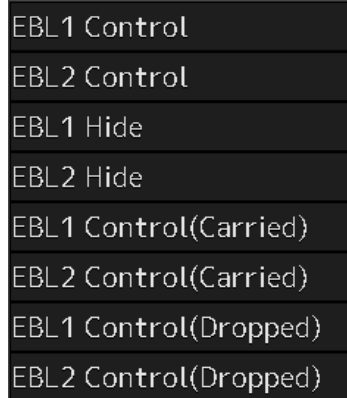 EBL1 Control
EBL2 Control
EBL1 Hide
EBL2 Hide
EBL1 Control(Carried)
EBL2 Control(Carried)
EBL1 Control(Dropped)
EBL2 Control(Dropped)